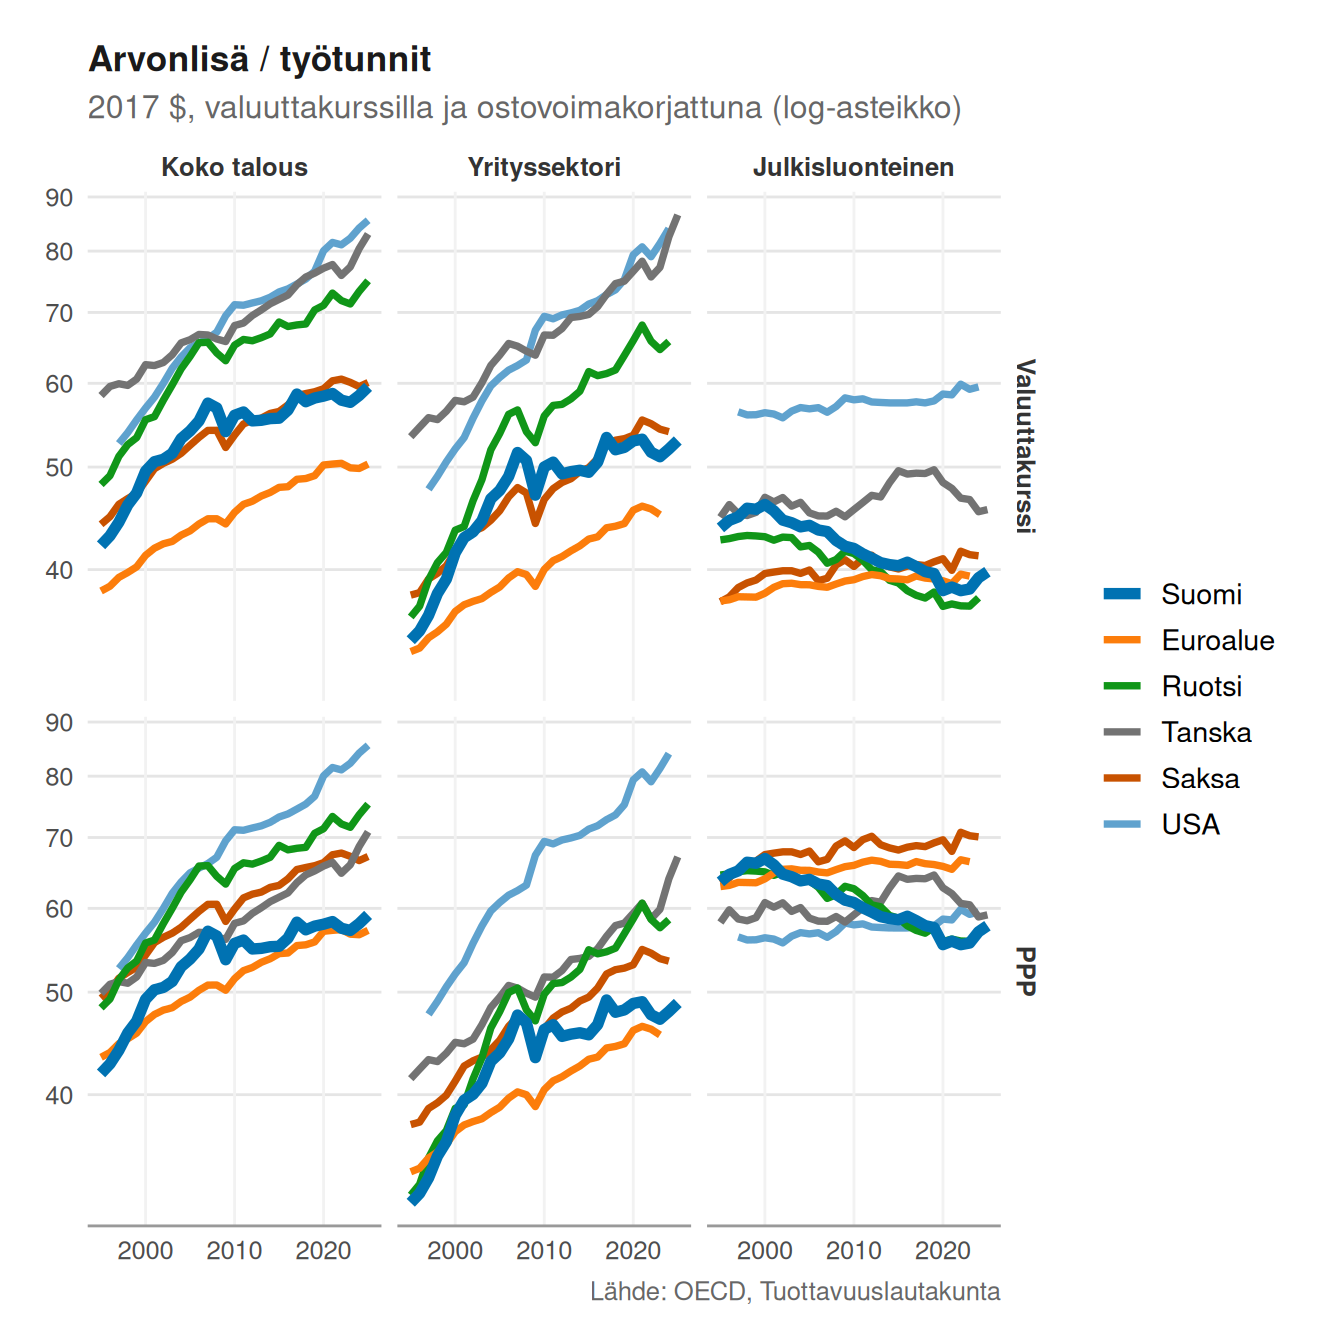 Arvonlisä / työtunnit
2017 $, valuuttakurssilla ja ostovoimakorjattuna (log-asteikko)
Koko talous
Yrityssektori
Julkisluonteinen
90
80
70
60
50
40
Valuuttakurssi
90
80
70
60
50
40
PPP
2000 2010 2020
2000 2010 2020
2000 2010 2020
Suomi
Euroalue
Ruotsi
Tanska
Saksa
USA
Lähde: OECD, Tuottavuuslautakunta